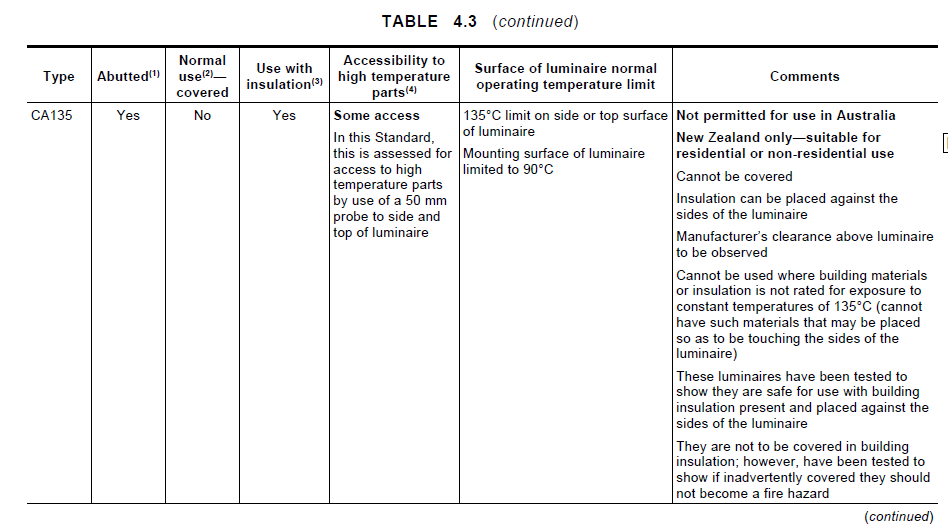 TABLE 4.3 (continued)
Type
Abutted(1)
Normal
use(2)—
covered
Use with
insulation(3)
Accessibility to
high temperature
parts(4)
Surface of luminaire normal
operating temperature limit
Comments
CA135
Yes
No
Yes
Some access
In this Standard,
this is assessed for
access to high
temperature parts
by use of a 50 mm
probe to side and
top of luminaire
135°C limit on side or top surface
of luminaire
Mounting surface of luminaire
limited to 90°C
Not permitted for use in Australia
New Zealand only—suitable for
residential or non-residential use
Cannot be covered
Insulation can be placed against the
sides of the luminaire
Manufacturer's clearance above luminaire
to be observed
Cannot be used where building materials
or insulation is not rated for exposure to
constant temperatures of 135°C (cannot
have such materials that may be placed
so as to be touching the sides of the
luminaire)
These luminaires have been tested to
show they are safe for use with building
insulation present and placed against the
sides of the luminaire
They are not to be covered in building
insulation; however, have been tested to
show if inadvertently covered they should
not become a fire hazard
(continued)